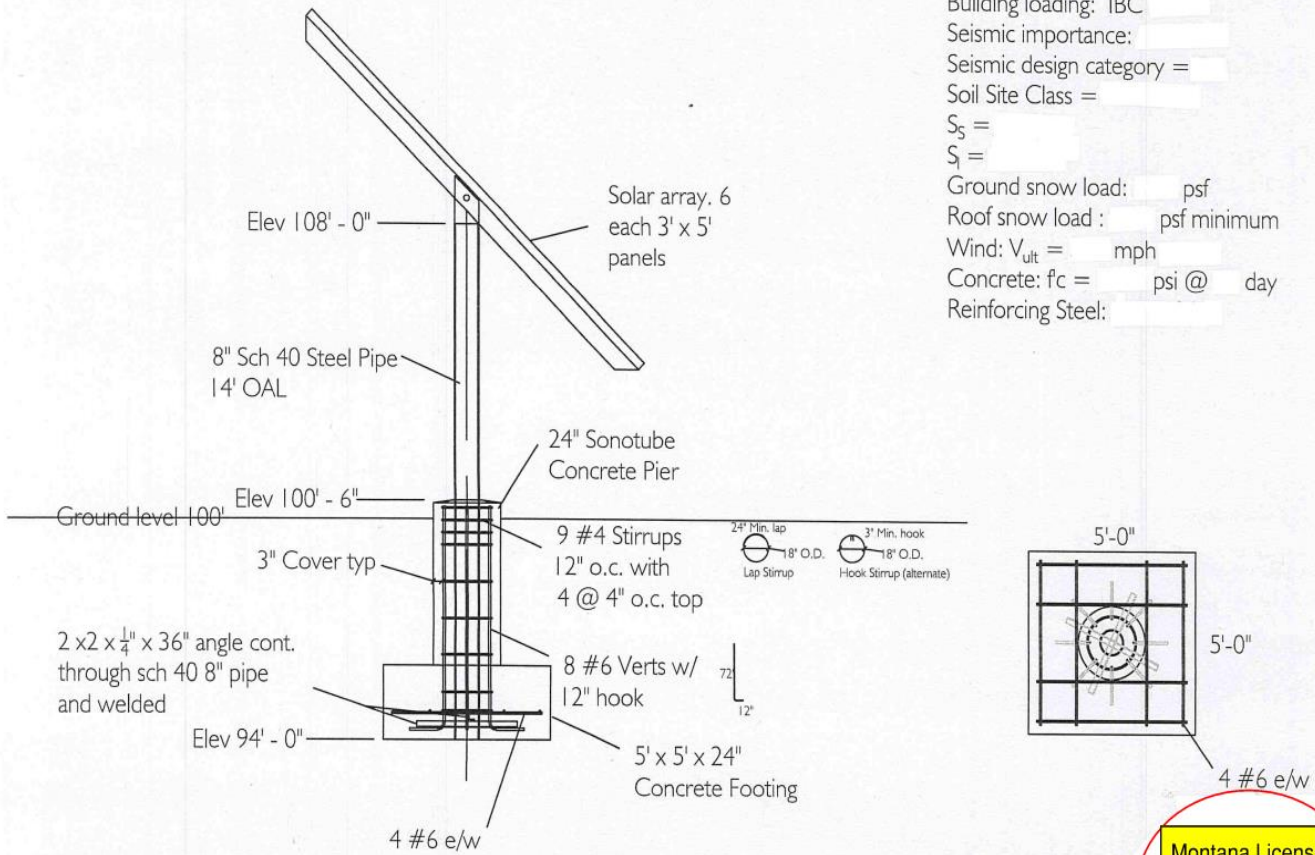 Building loading: IBC
Seismic importance:
Seismic design category =
Soil Site Class =
S_S =
S_1 =
Ground snow load: psf
Roof snow load : psf minimum
Wind: V_ult = mph
Concrete: f'c = psi @ day
Reinforcing Steel:
Solar array. 6
each 3' x 5'
panels
Elev 108' - 0"
8" Sch 40 Steel Pipe
14' OAL
24" Sonotube
Concrete Pier
Elev 100' - 6"
Ground level 100'
9 #4 Stirrups
12" o.c. with
4 @ 4" o.c. top
24" Min. lap
18" O.D.
Lap Stirrup
3" Min. hook
18" O.D.
Hook Stirrup (alternate)
3" Cover typ
2 x2 x 1/4" x 36" angle cont.
through sch 40 8" pipe
and welded
8 #6 Verts w/
12" hook
72"
12"
Elev 94' - 0"
5' x 5' x 24"
Concrete Footing
4 #6 e/w
5'-0"
5'-0"
4 #6 e/w
Montana Licens